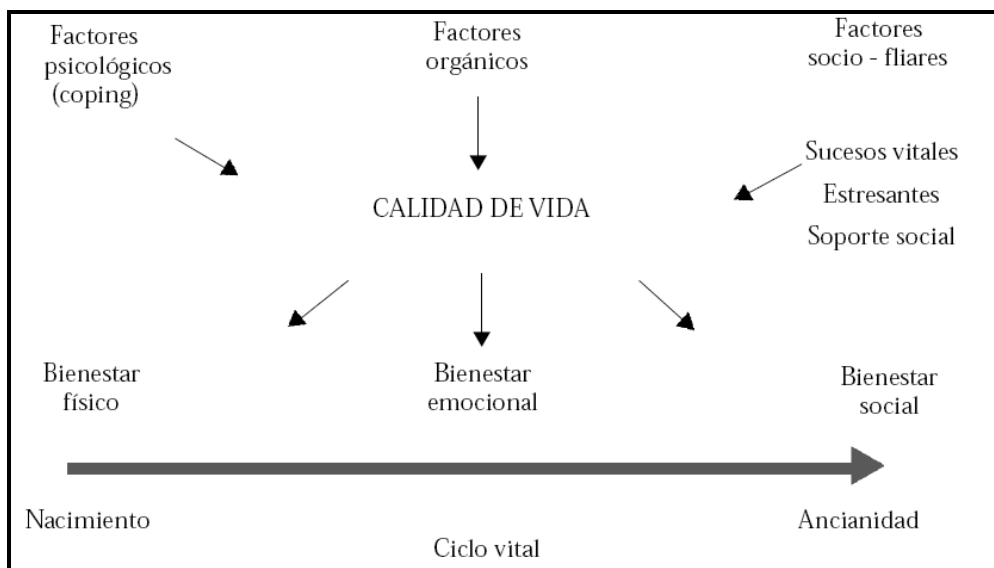 Factores
psicológicos
(coping)
Factores
orgánicos
Factores
socio - fliares
Sucesos vitales
Estresantes
Soporte social
CALIDAD DE VIDA
Bienestar
físico
Bienestar
emocional
Bienestar
social
Nacimiento
Ancianidad
Ciclo vital